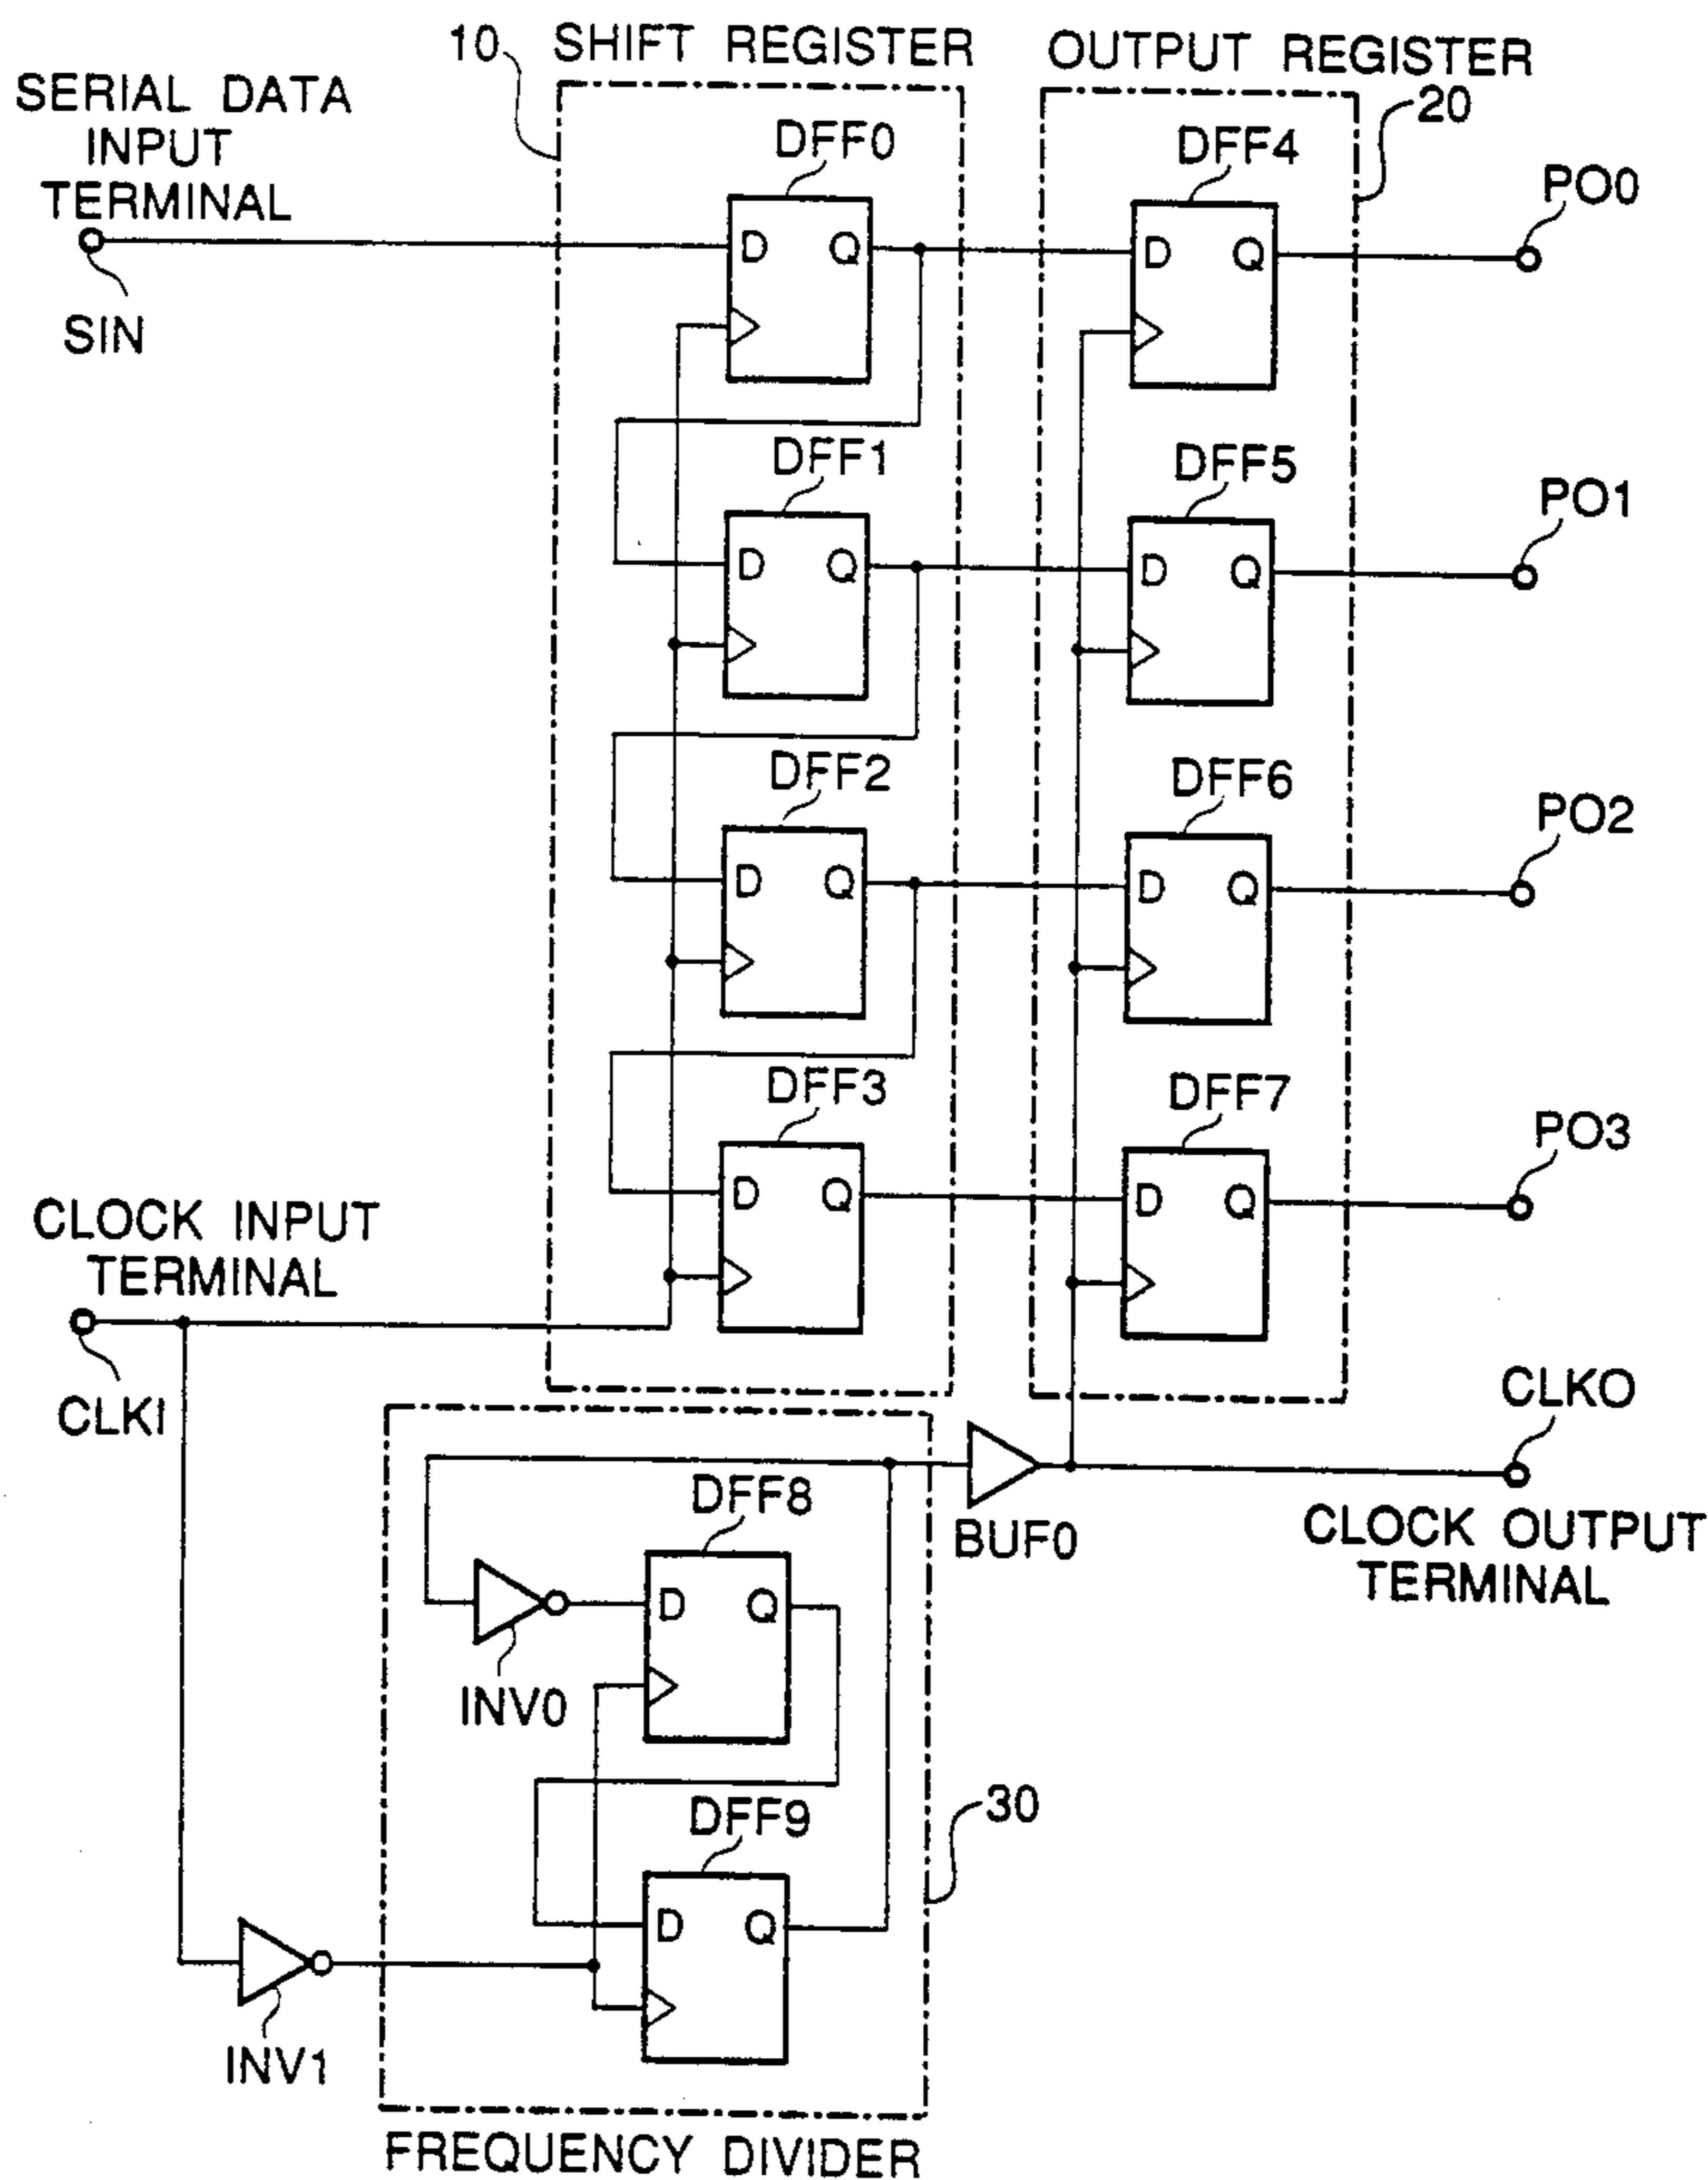 10
SHIFT REGISTER
OUTPUT REGISTER
20
SERIAL DATA
INPUT
TERMINAL
SIN
DFF0
D Q
DFF4
D Q
PO0
DFF1
D Q
DFF5
D Q
PO1
DFF2
D Q
DFF6
D Q
PO2
DFF3
D Q
DFF7
D Q
PO3
CLOCK INPUT
TERMINAL
CLKI
CLKO
CLOCK OUTPUT
TERMINAL
BUF0
DFF8
D Q
INV0
DFF9
D Q
30
INV1
FREQUENCY DIVIDER